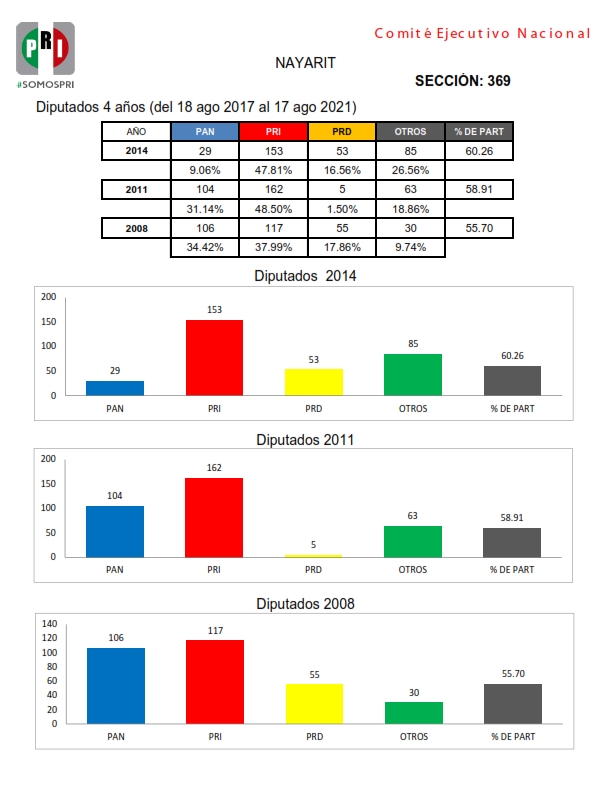 Comité Ejecutivo Nacional
PRI
#SOMOSPRI
NAYARIT
SECCIÓN: 369
Diputados 4 años (del 18 ago 2017 al 17 ago 2021)
AÑO PAN PRI PRD OTROS % DE PART
2014 29 153 53 85 60.26
9.06% 47.81% 16.56% 26.56%
2011 104 162 5 63 58.91
31.14% 48.50% 1.50% 18.86%
2008 106 117 55 30 55.70
34.42% 37.99% 17.86% 9.74%
Diputados 2014
200
150
100
50
0
29 153 53 85 60.26
PAN PRI PRD OTROS % DE PART
Diputados 2011
200
150
100
50
0
104 162 5 63 58.91
PAN PRI PRD OTROS % DE PART
Diputados 2008
140
120
100
80
60
40
20
0
106 117 55 30 55.70
PAN PRI PRD OTROS % DE PART